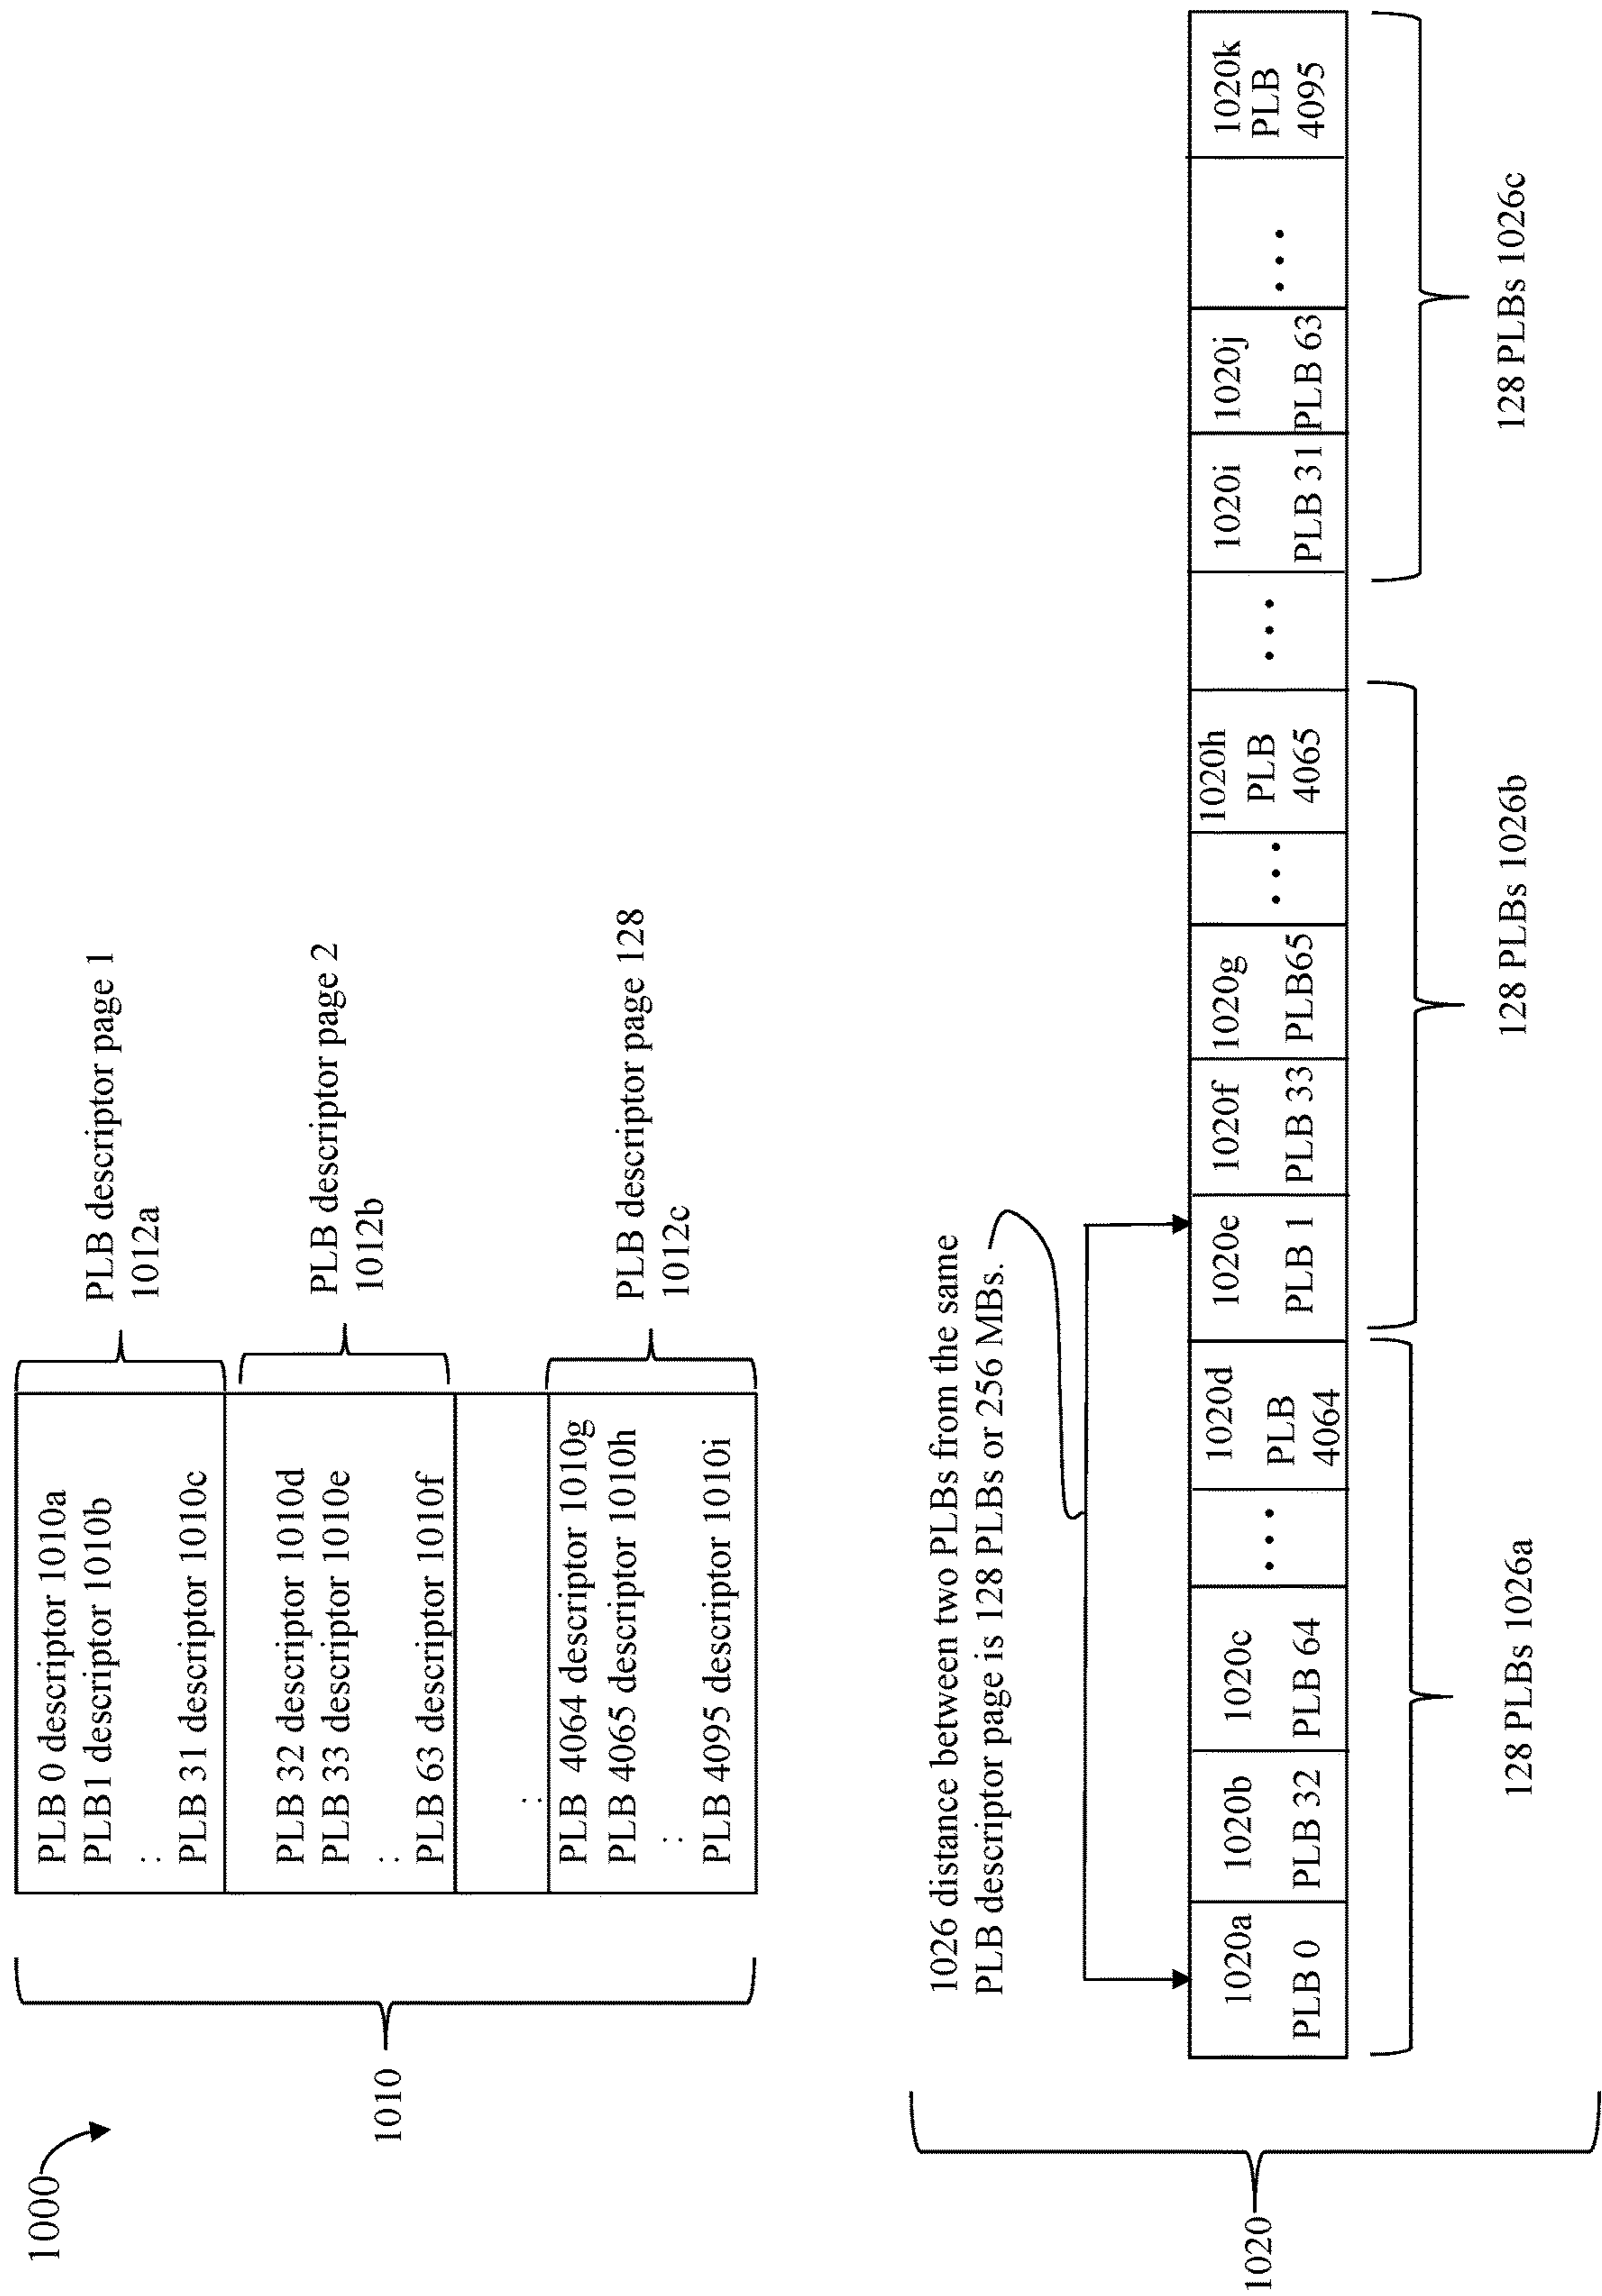 1000
1010
PLB 0 descriptor 1010a
PLB1 descriptor 1010b
:
PLB 31 descriptor 1010c
PLB descriptor page 1
1012a
PLB 32 descriptor 1010d
PLB 33 descriptor 1010e
:
PLB 63 descriptor 1010f
PLB descriptor page 2
1012b
:
PLB 4064 descriptor 1010g
PLB 4065 descriptor 1010h
:
PLB 4095 descriptor 1010i
PLB descriptor page 128
1012c
1026 distance between two PLBs from the same
PLB descriptor page is 128 PLBs or 256 MBs.
1020
1020a
PLB 0
1020b
PLB 32
1020c
PLB 64
...
1020d
PLB
4064
1020e
PLB 1
1020f
PLB 33
1020g
PLB65
...
1020h
PLB
4065
...
1020i
PLB 31
1020j
PLB 63
...
1020k
PLB
4095
128 PLBs 1026a
128 PLBs 1026b
128 PLBs 1026c